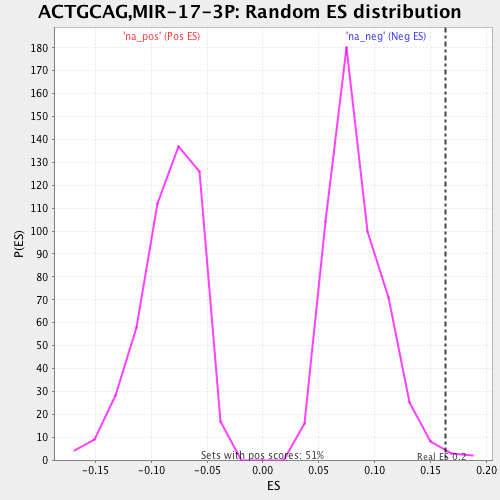 ACTGCAG,MIR-17-3P: Random ES distribution
'na_pos' (Pos ES) 'na_neg' (Neg ES)
180
170
160
150
140
130
120
110
100
90
80
70
60
50
40
30
20
10
0
P(ES)
Sets with pos scores: 51%
Real ES 0.2
-0.15 -0.10 -0.05 0.00 0.05 0.10 0.15 0.20
ES